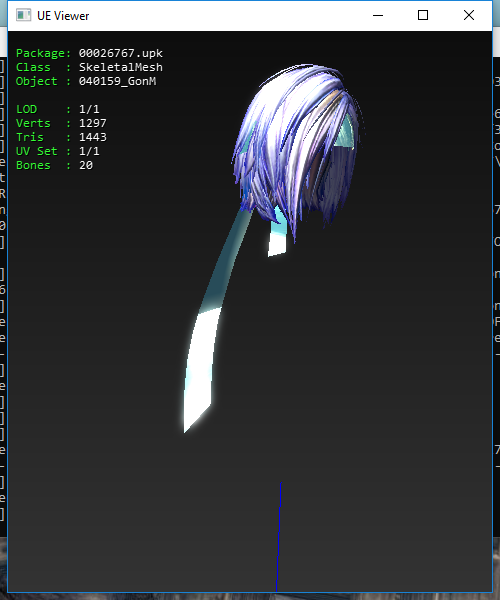 UE Viewer
Package: 00026767.upk
Class : SkeletalMesh
Object : 040159_GonM
LOD : 1/1
Verts : 1297
Tris : 1443
UV Set : 1/1
Bones : 20